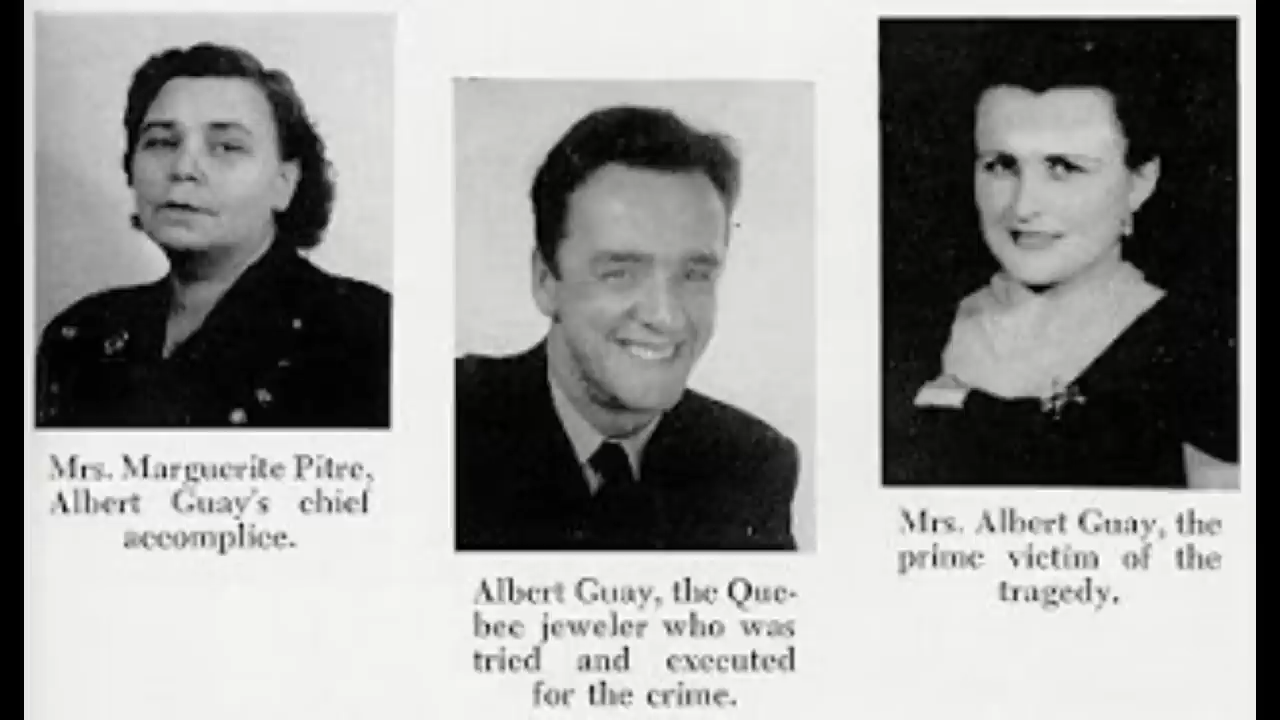 Mrs. Marguerite Pitre,
Albert Guay's chief
accomplice.
Albert Guay, the Que-
bec jeweler who was
tried and executed
for the crime.
Mrs. Albert Guay, the
prime victim of the
tragedy.